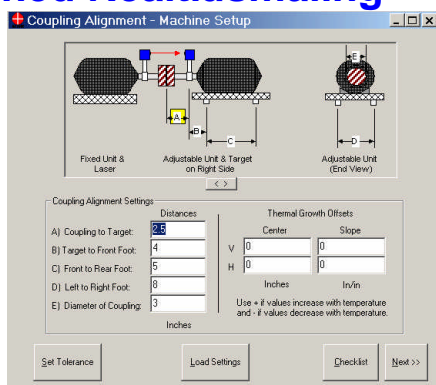 Coupling Alignment - Machine Setup
E
A
B
C
D
Fixed Unit &
Laser
Adjustable Unit & Target
on Right Side
Adjustable Unit
(End View)
< >
Coupling Alignment Settings
Distances
A) Coupling to Target: 2.5
B) Target to Front Foot: 4
C) Front to Rear Foot: 5
D) Left to Right Foot: 8
E) Diameter of Coupling: 3
Inches
Thermal Growth Offsets
Center Slope
V 0 0
H 0 0
Inches In/in
Use + if values increase with temperature
and - if values decrease with temperature.
Set Tolerance Load Settings Checklist Next >>